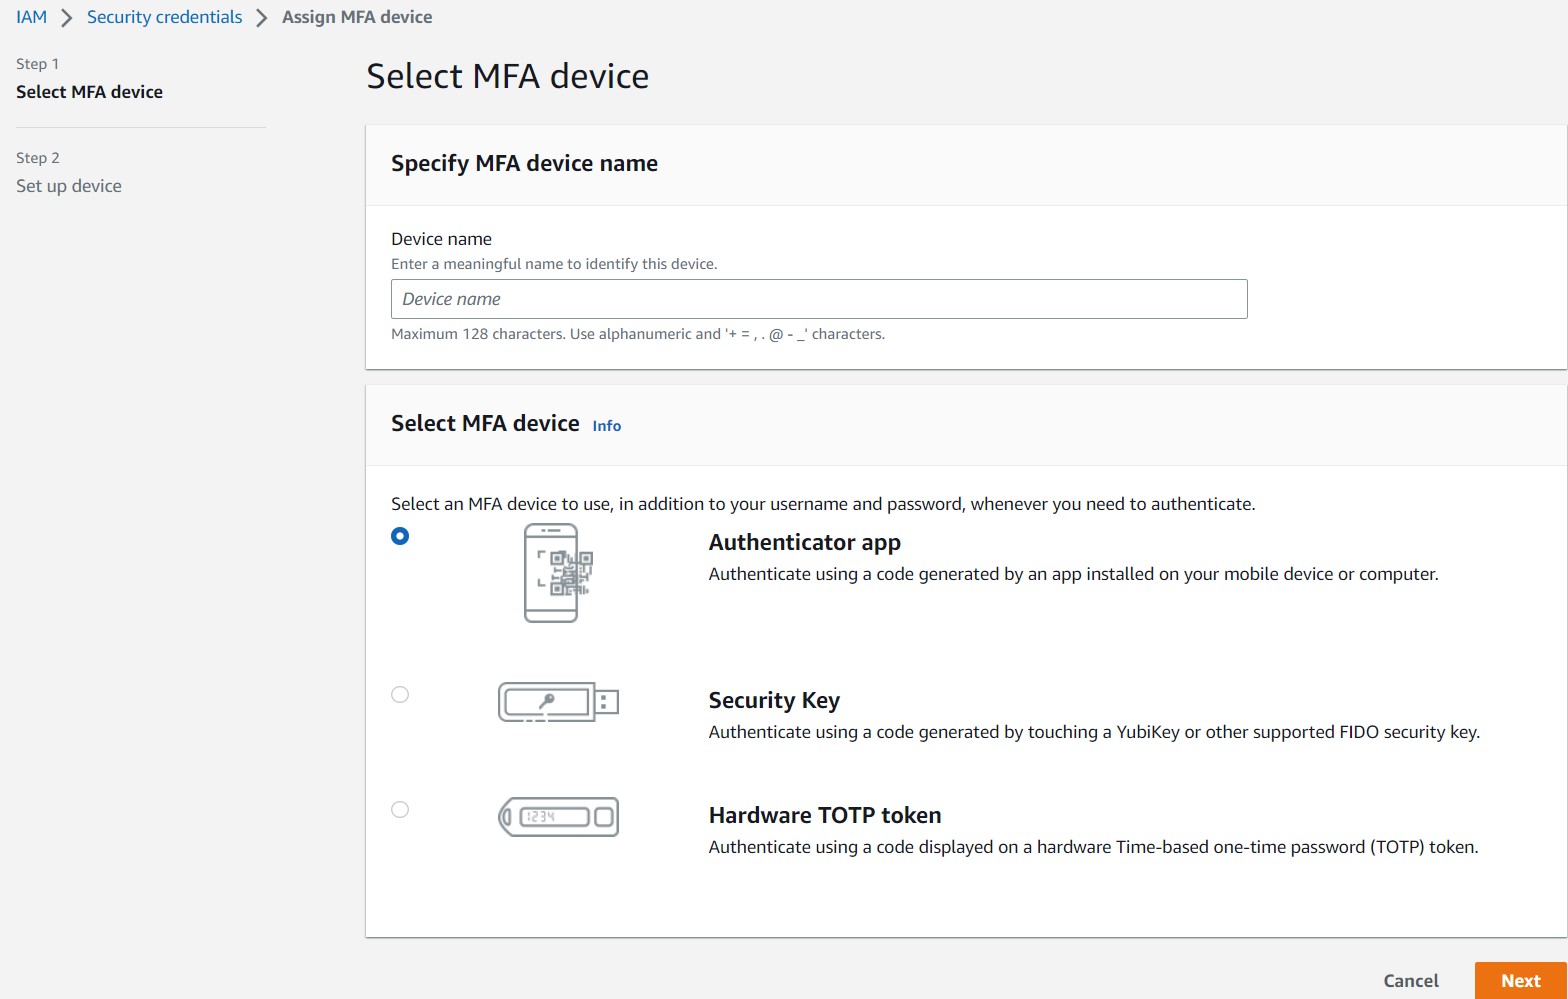 IAM > Security credentials > Assign MFA device
Step 1
Select MFA device
Step 2
Set up device
Select MFA device
Specify MFA device name
Device name
Enter a meaningful name to identify this device.
Device name
Maximum 128 characters. Use alphanumeric and '+ = , . @ - _' characters.
Select MFA device Info
Select an MFA device to use, in addition to your username and password, whenever you need to authenticate.
Authenticator app
Authenticate using a code generated by an app installed on your mobile device or computer.
Security Key
Authenticate using a code generated by touching a YubiKey or other supported FIDO security key.
1234
Hardware TOTP token
Authenticate using a code displayed on a hardware Time-based one-time password (TOTP) token.
Cancel Next